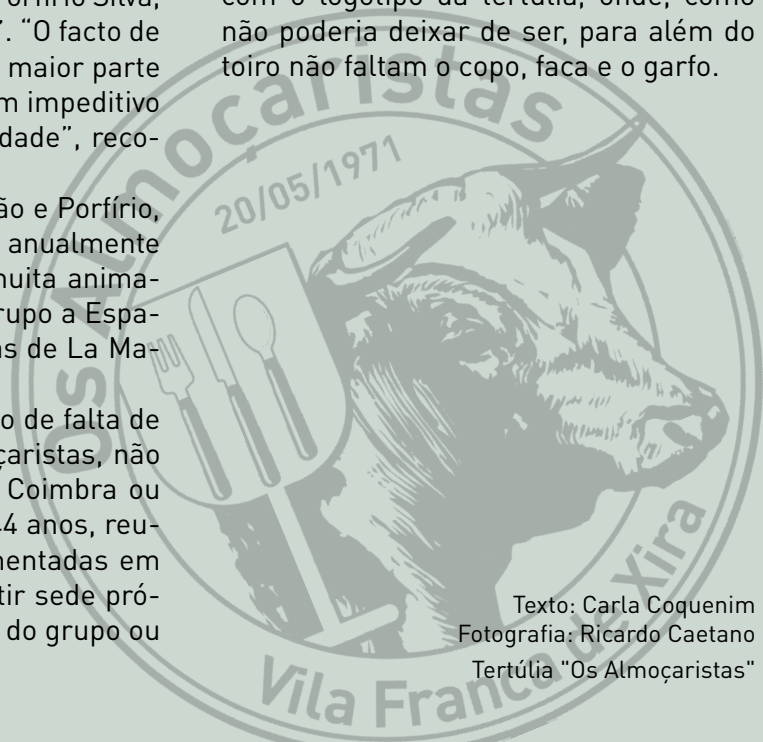 orfírio Silva,
”. “O facto de
maior parte
m impeditivo
dade”, reco-
ão e Porfírio,
anualmente
nuita anima-
rupo a Espa-
as de La Ma-
o de falta de
çaristas, não
Coimbra ou
44 anos, reu-
nentadas em
tir sede pró-
do grupo ou
com o logotipo da tertúlia, onde, como
não poderia deixar de ser, para além do
toiro não faltam o copo, faca e o garfo.
Os Almoçaristas
20/05/1971
Vila Franca de Xira
Texto: Carla Coquenim
Fotografia: Ricardo Caetano
Tertúlia "Os Almoçaristas"